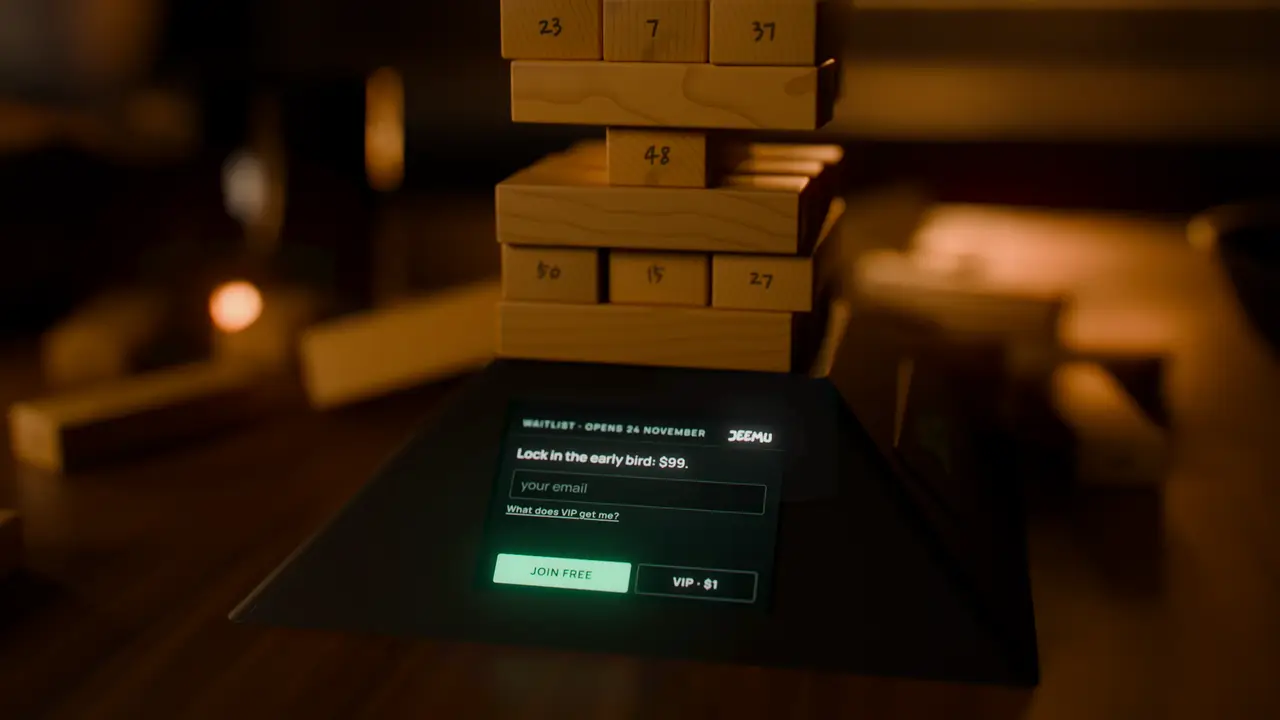 23 7 37
48
50 15 27
WAITLIST · OPENS 24 NOVEMBER JEEMU
Lock in the early bird: $99.
your email
What does VIP get me?
JOIN FREE VIP · $1